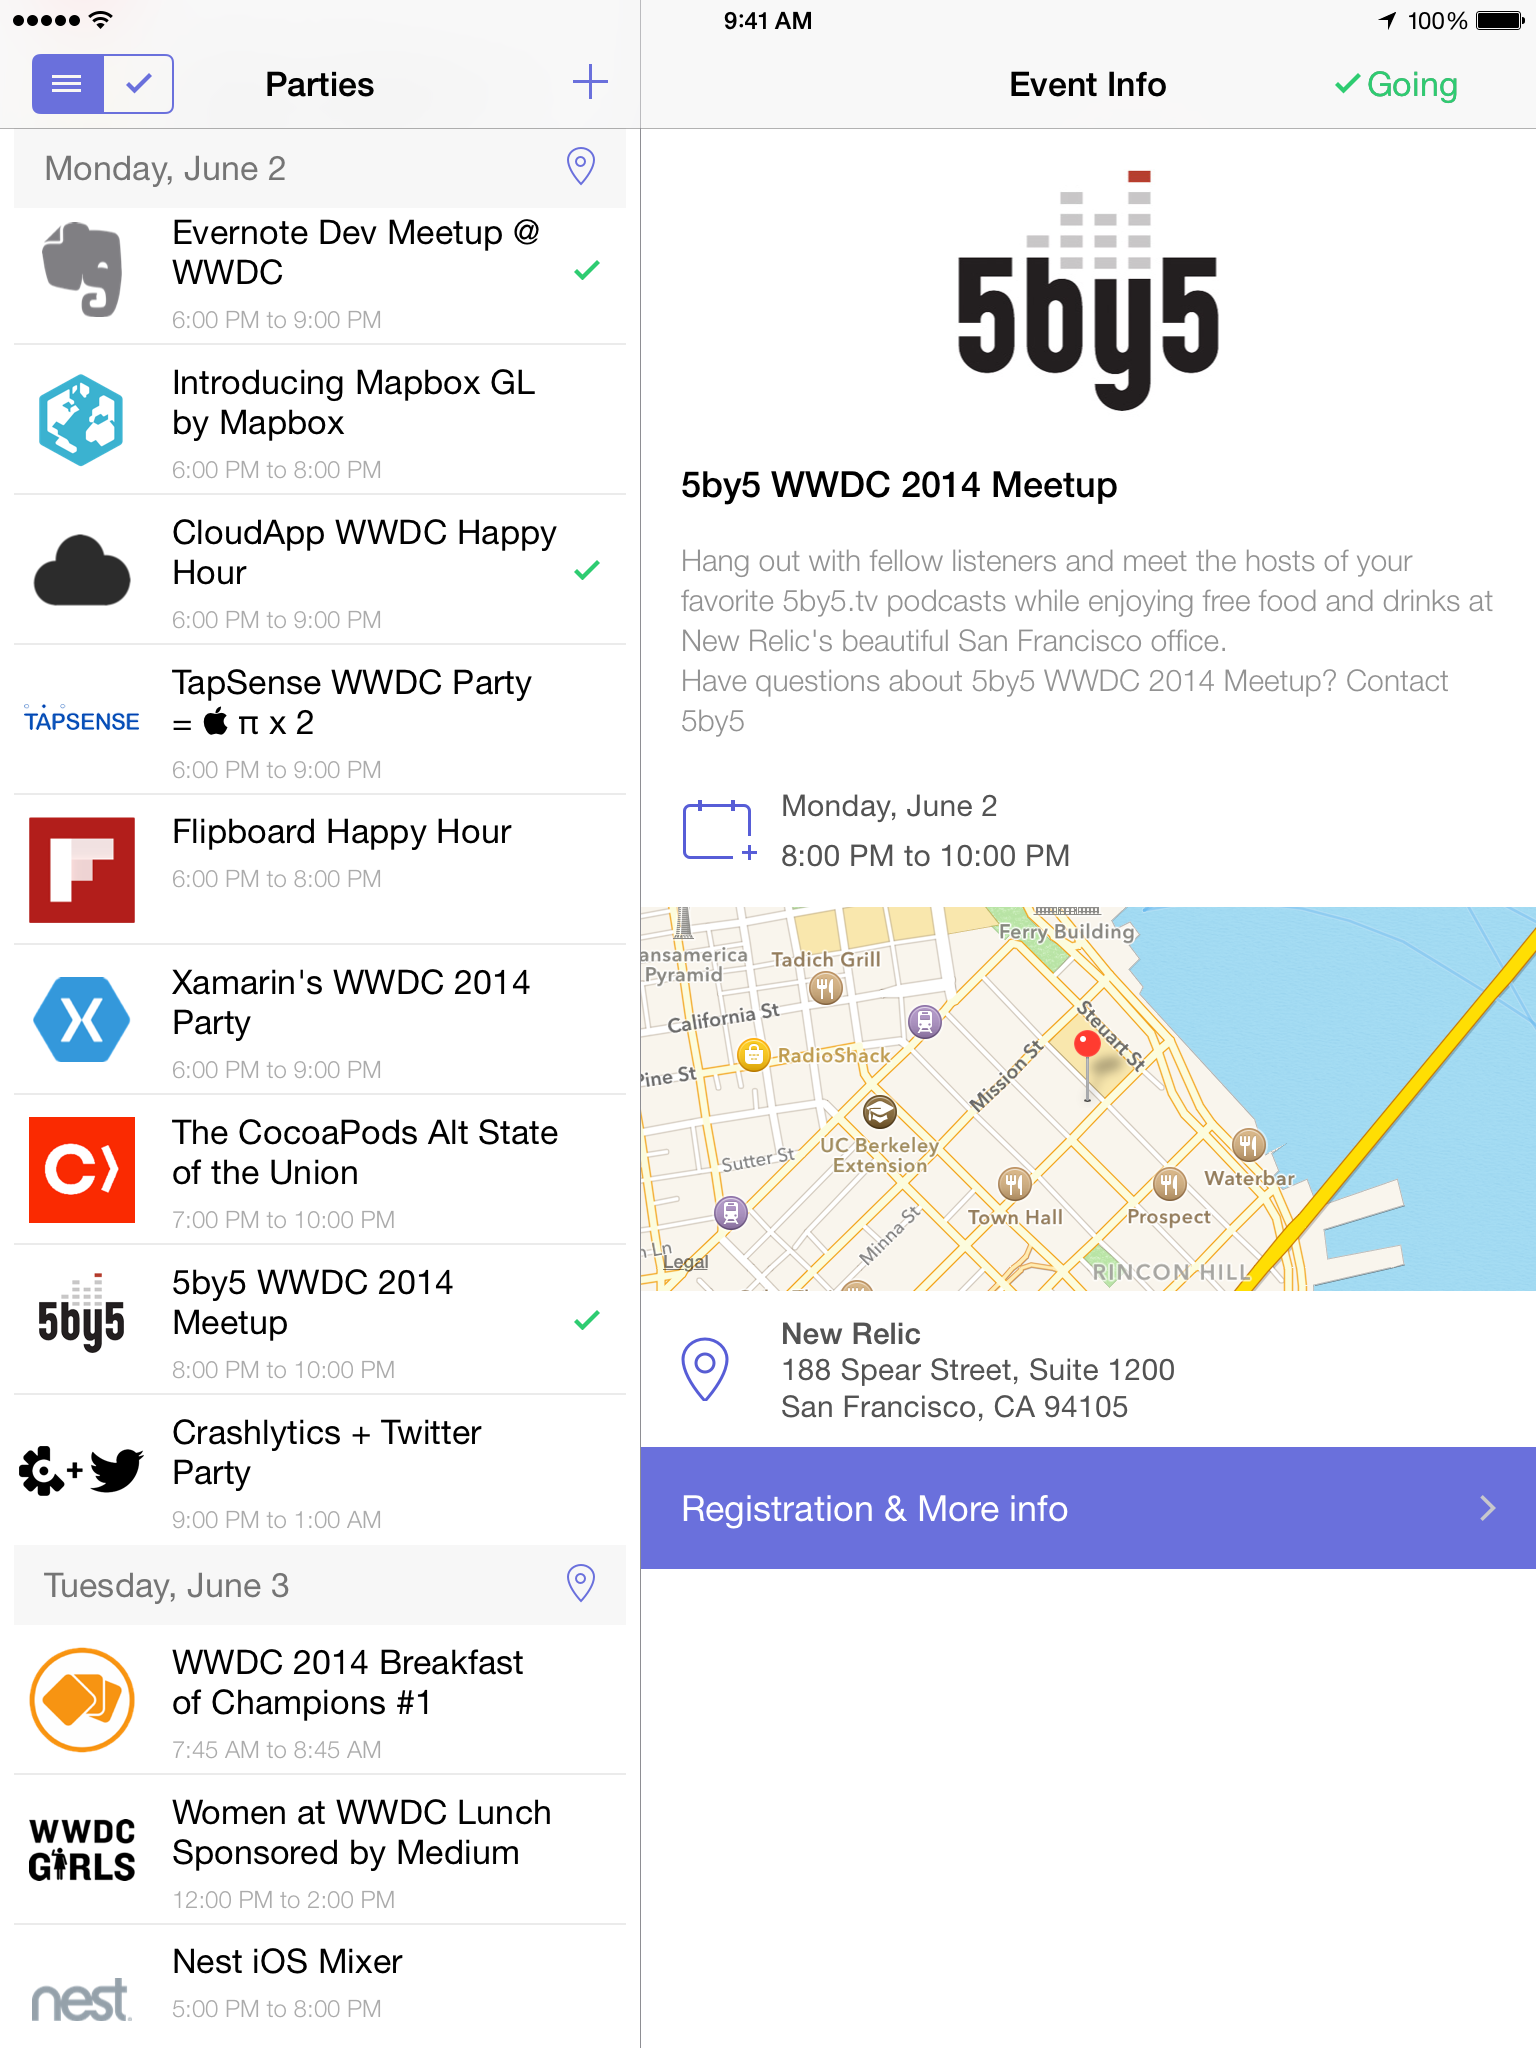 9:41 AM
100%
Parties
Event Info
Going
Monday, June 2
Evernote Dev Meetup @
WWDC
6:00 PM to 9:00 PM
Introducing Mapbox GL
by Mapbox
6:00 PM to 8:00 PM
CloudApp WWDC Happy
Hour
6:00 PM to 9:00 PM
TAPSENSE
TapSense WWDC Party
=  π x 2
6:00 PM to 9:00 PM
Flipboard Happy Hour
6:00 PM to 8:00 PM
Xamarin's WWDC 2014
Party
6:00 PM to 9:00 PM
The CocoaPods Alt State
of the Union
7:00 PM to 10:00 PM
5by5
5by5 WWDC 2014
Meetup
8:00 PM to 10:00 PM
Crashlytics + Twitter
Party
9:00 PM to 1:00 AM
Tuesday, June 3
WWDC 2014 Breakfast
of Champions #1
7:45 AM to 8:45 AM
WWDC
GIRLS
Women at WWDC Lunch
Sponsored by Medium
12:00 PM to 2:00 PM
nest
Nest iOS Mixer
5:00 PM to 8:00 PM
5by5
5by5 WWDC 2014 Meetup
Hang out with fellow listeners and meet the hosts of your
favorite 5by5.tv podcasts while enjoying free food and drinks at
New Relic's beautiful San Francisco office.
Have questions about 5by5 WWDC 2014 Meetup? Contact
5by5
Monday, June 2
8:00 PM to 10:00 PM
Ferry Building
ansamerica
Pyramid
Tadich Grill
California St
Steuart St
RadioShack
Mission St
Pine St
UC Berkeley
Extension
Sutter St
Waterbar
Town Hall
Prospect
Minna St
n Ln
Legal
RINCON HILL
New Relic
188 Spear Street, Suite 1200
San Francisco, CA 94105
Registration & More info